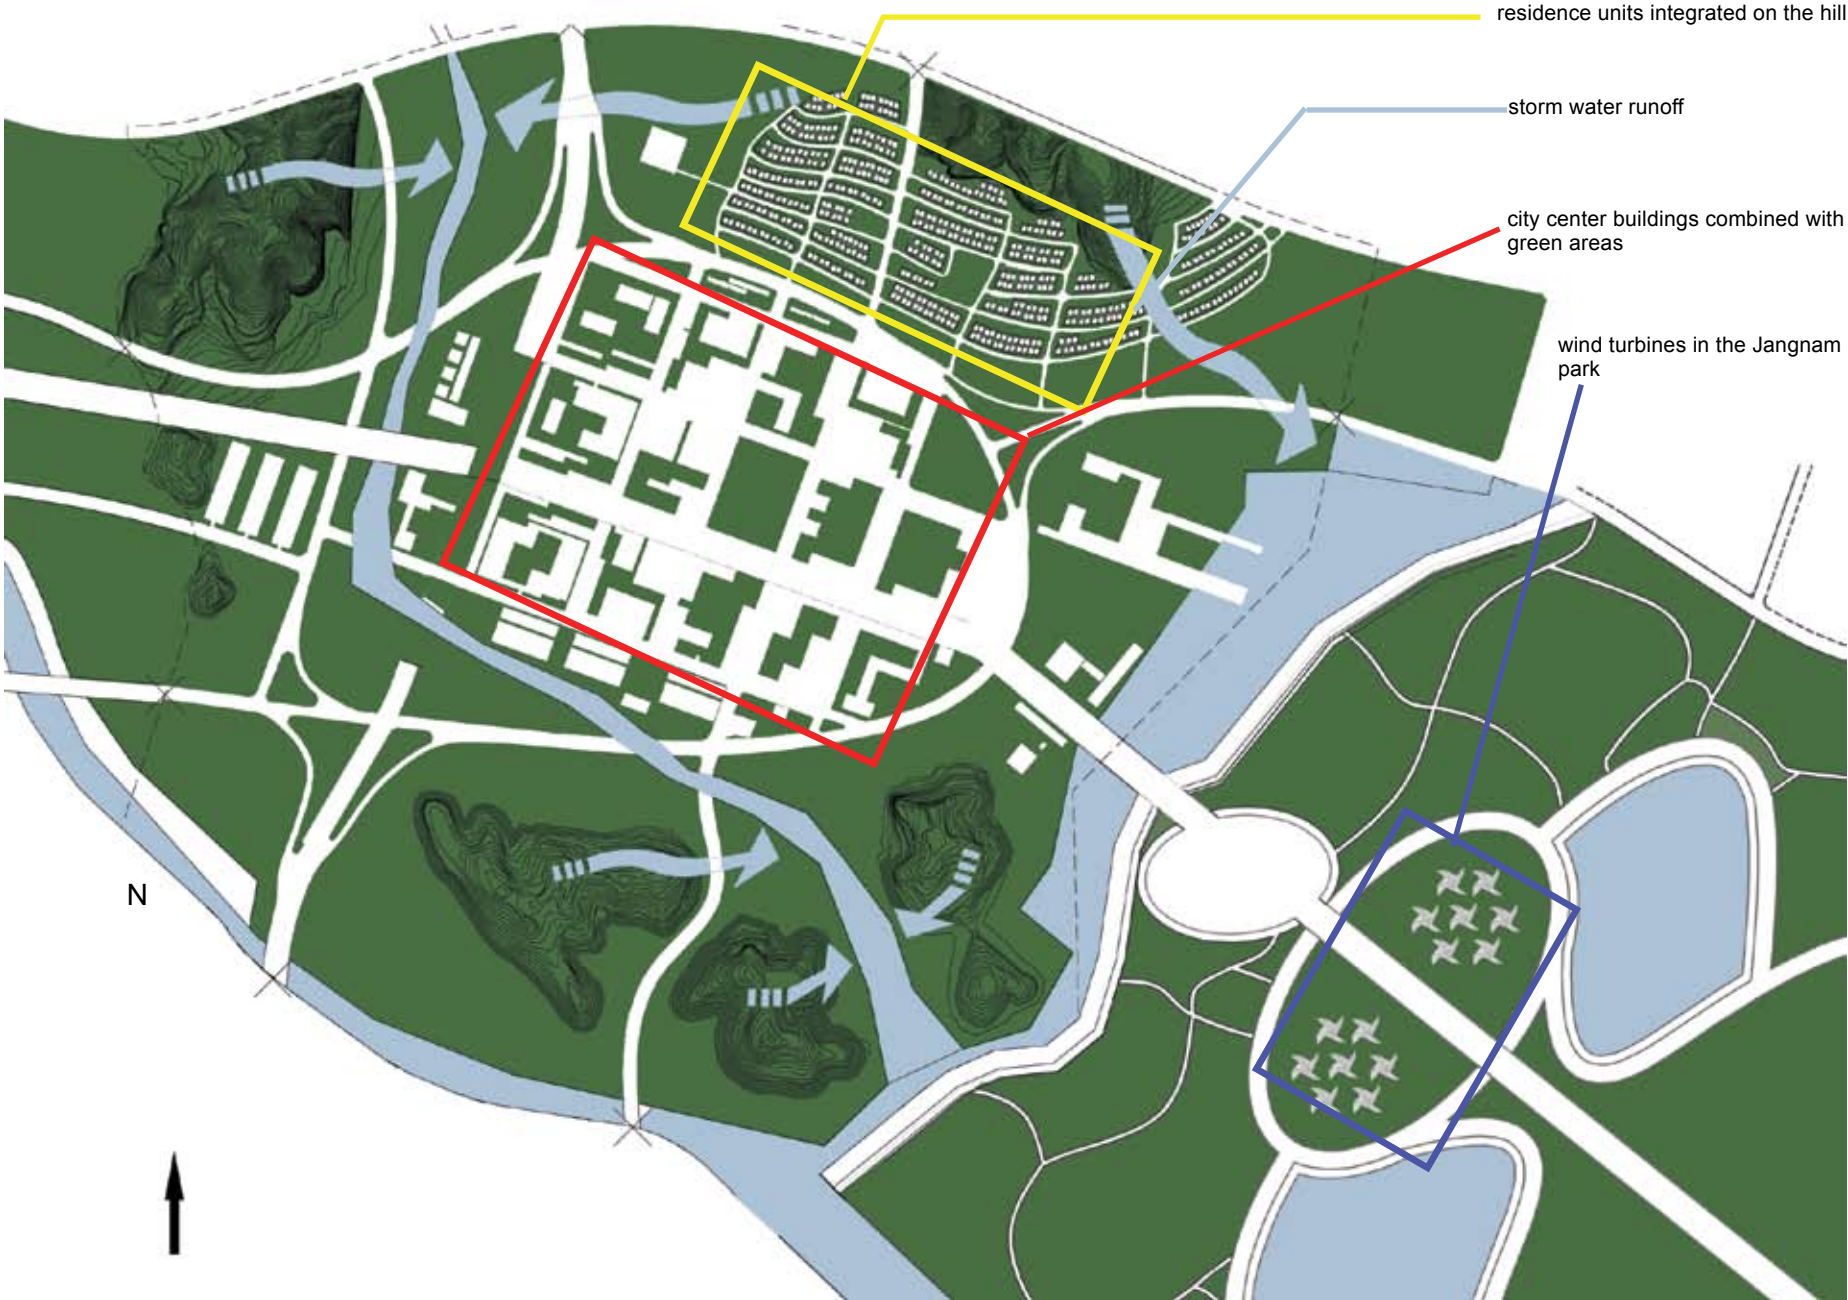 residence units integrated on the hill
storm water runoff
city center buildings combined with
green areas
wind turbines in the Jangnam
park
N